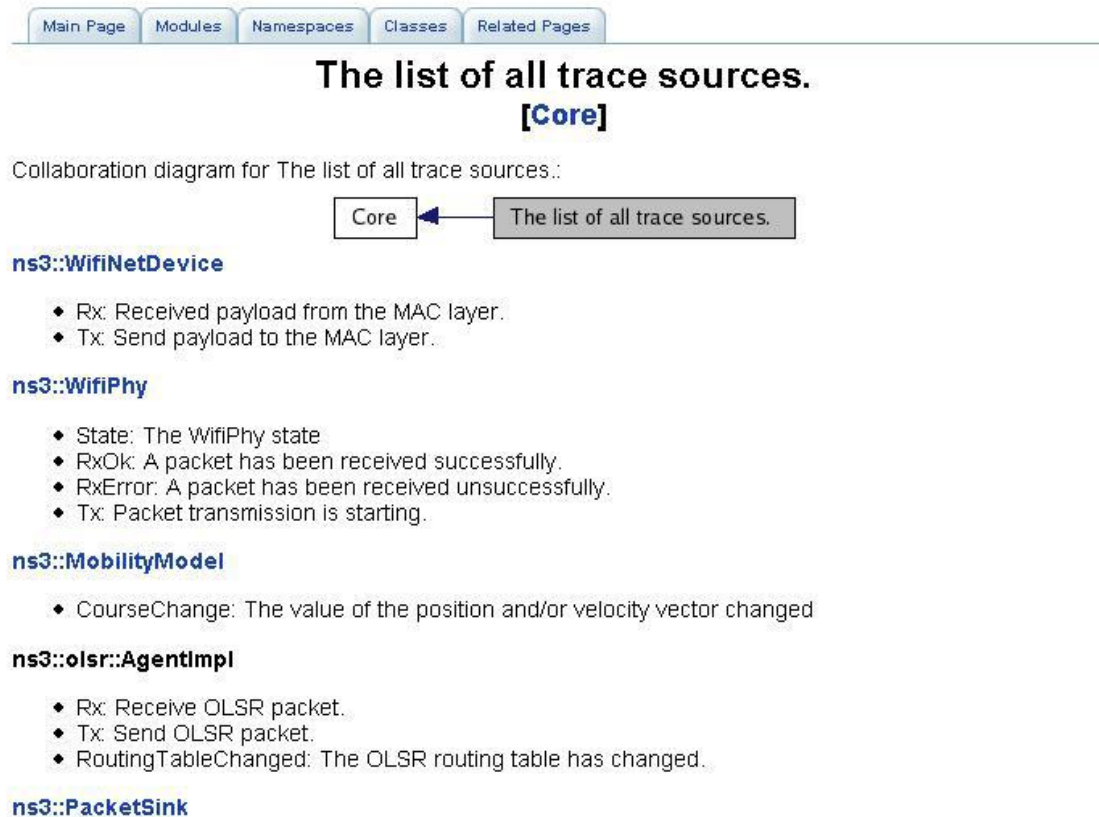 Main Page Modules Namespaces Classes Related Pages
The list of all trace sources.
[Core]
Collaboration diagram for The list of all trace sources.:
Core The list of all trace sources.
ns3::WifiNetDevice
Rx: Received payload from the MAC layer.
Tx: Send payload to the MAC layer.
ns3::WifiPhy
State: The WifiPhy state
RxOk: A packet has been received successfully.
RxError: A packet has been received unsuccessfully.
Tx: Packet transmission is starting.
ns3::MobilityModel
CourseChange: The value of the position and/or velocity vector changed
ns3::olsr::AgentImpl
Rx: Receive OLSR packet.
Tx: Send OLSR packet.
RoutingTableChanged: The OLSR routing table has changed.
ns3::PacketSink